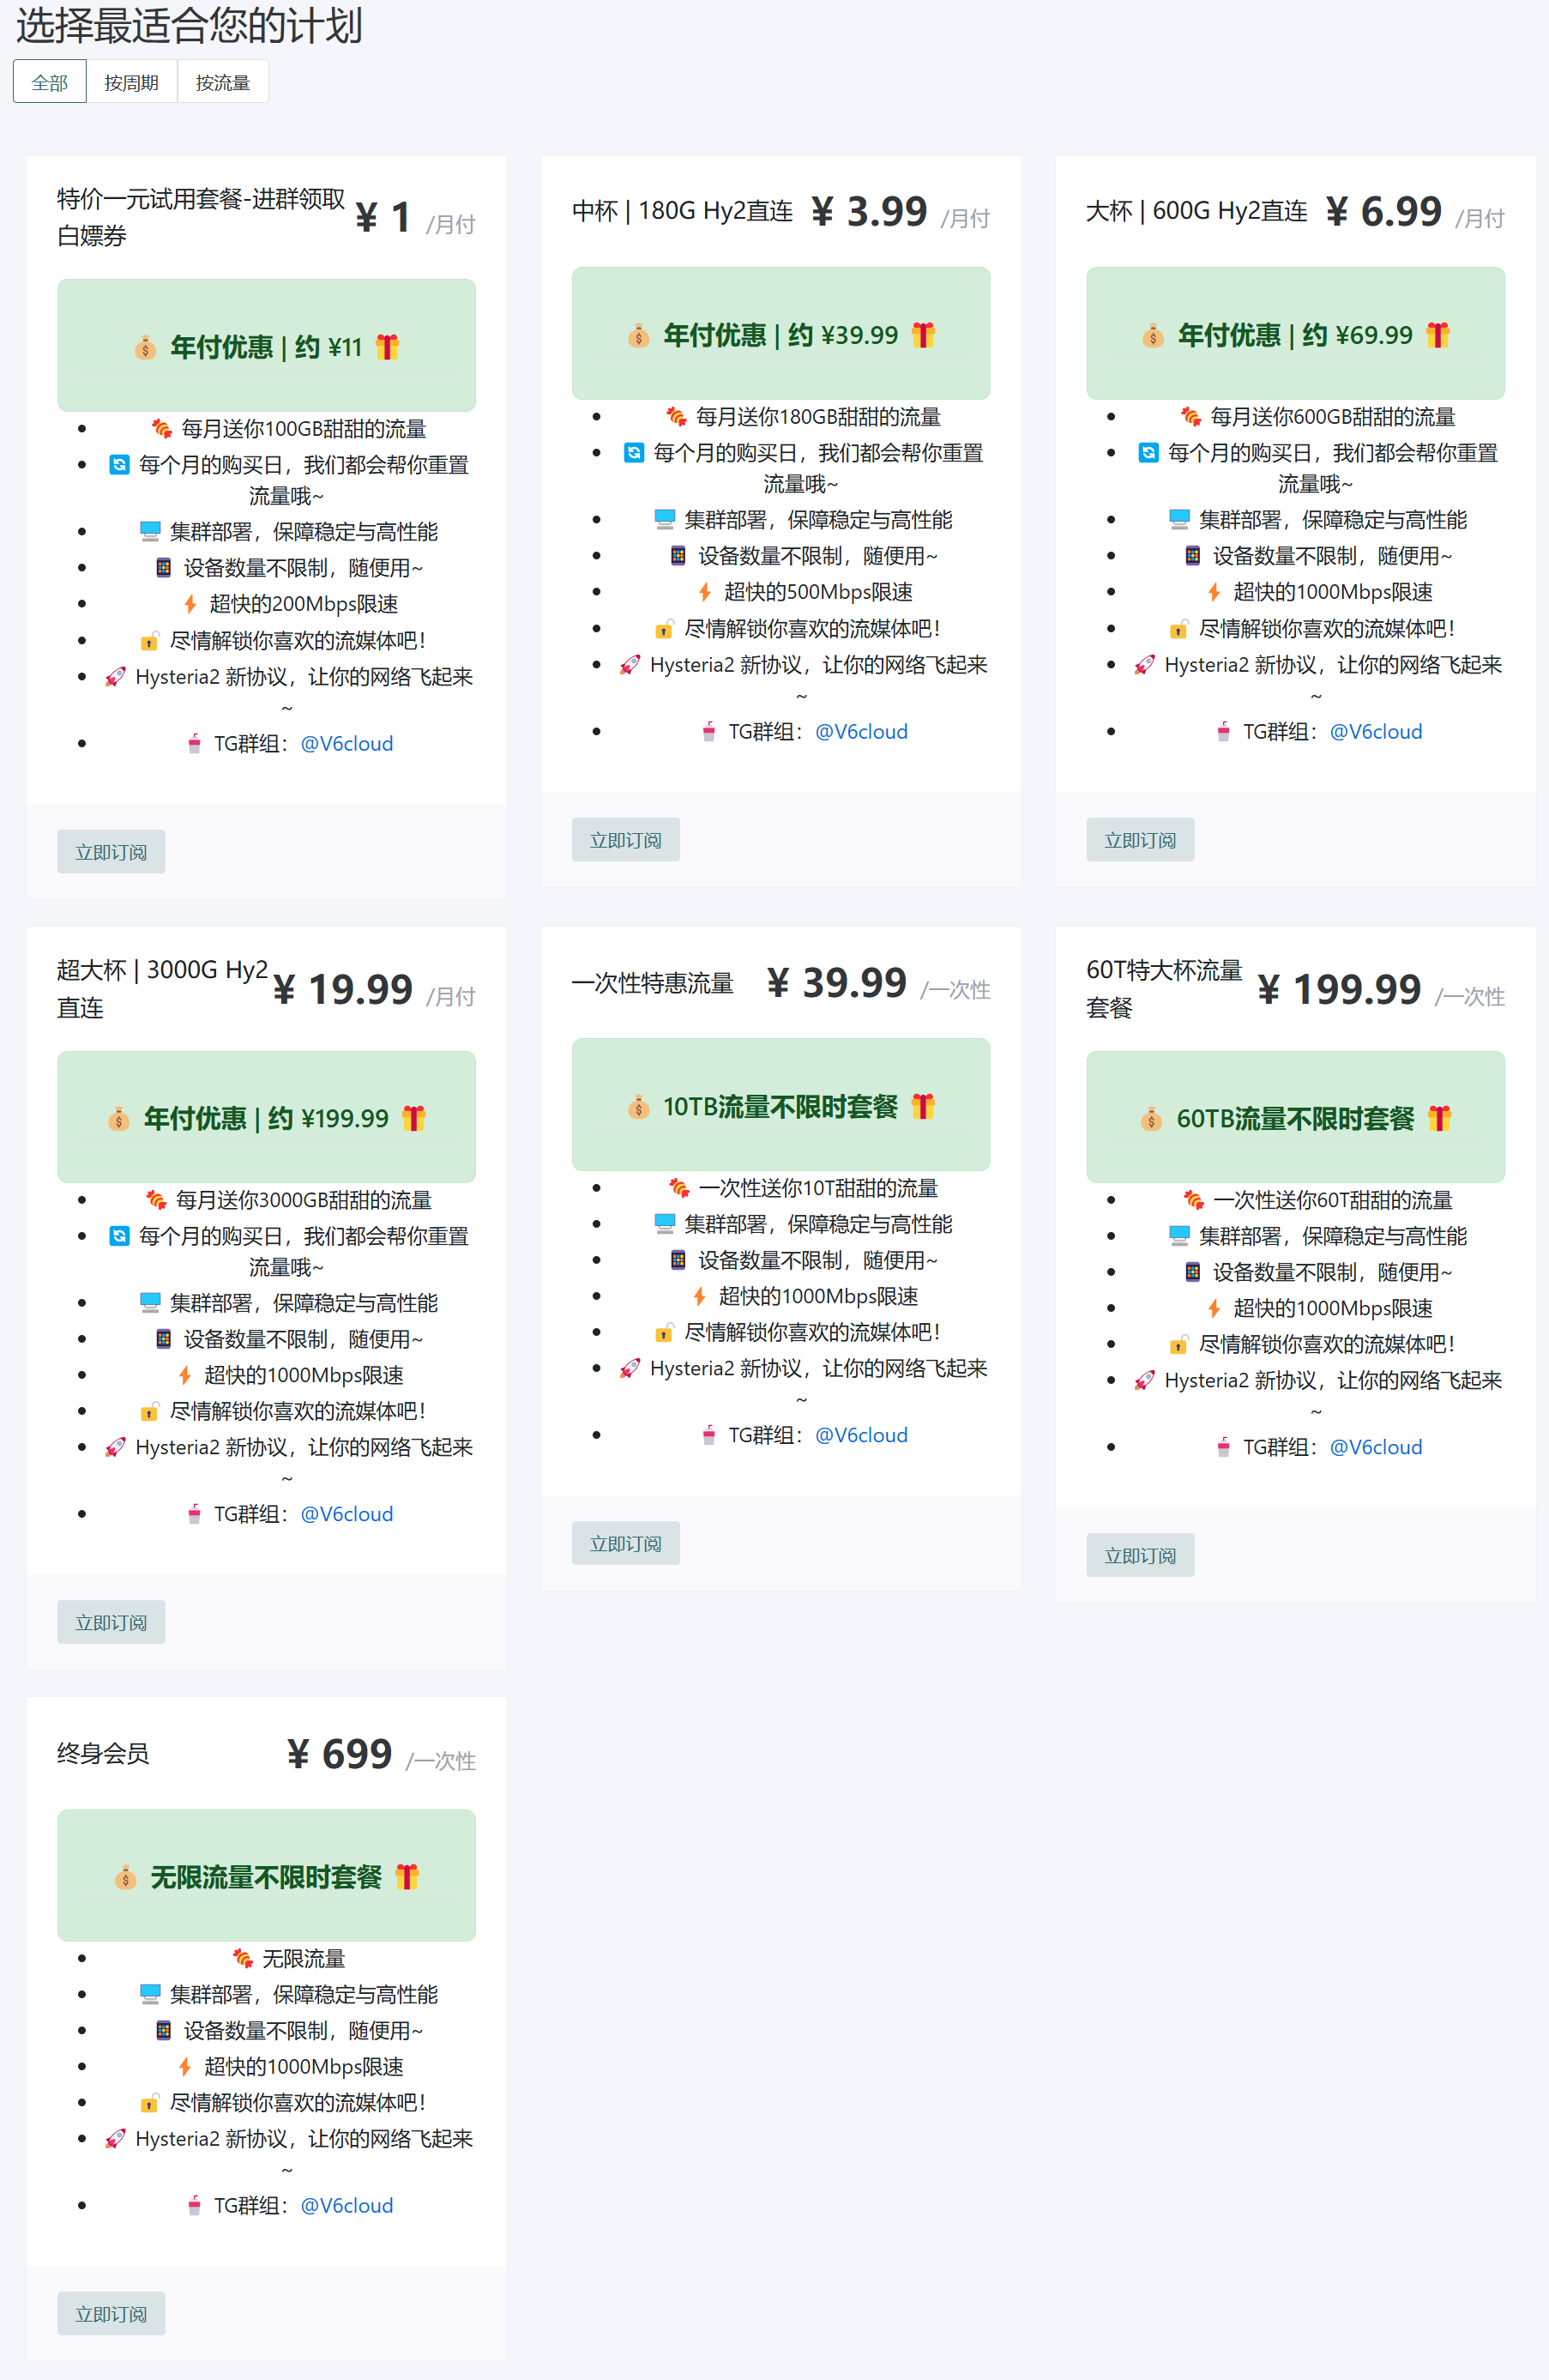 选择最适合您的计划
全部 按周期 按流量
特价一元试用套餐-进群领取
白嫖券
¥ 1 /月付
💰 年付优惠 | 约 ¥11 🎁
🍬 每月送你100GB甜甜的流量
🔄 每个月的购买日，我们都会帮你重置
流量哦~
🖥️ 集群部署，保障稳定与高性能
📱 设备数量不限制，随便用~
⚡ 超快的200Mbps限速
🔓 尽情解锁你喜欢的流媒体吧！
🚀 Hysteria2 新协议，让你的网络飞起来
~
🥤 TG群组：@V6cloud
立即订阅
中杯 | 180G Hy2直连 ¥ 3.99 /月付
💰 年付优惠 | 约 ¥39.99 🎁
🍬 每月送你180GB甜甜的流量
🔄 每个月的购买日，我们都会帮你重置
流量哦~
🖥️ 集群部署，保障稳定与高性能
📱 设备数量不限制，随便用~
⚡ 超快的500Mbps限速
🔓 尽情解锁你喜欢的流媒体吧！
🚀 Hysteria2 新协议，让你的网络飞起来
~
🥤 TG群组：@V6cloud
立即订阅
大杯 | 600G Hy2直连 ¥ 6.99 /月付
💰 年付优惠 | 约 ¥69.99 🎁
🍬 每月送你600GB甜甜的流量
🔄 每个月的购买日，我们都会帮你重置
流量哦~
🖥️ 集群部署，保障稳定与高性能
📱 设备数量不限制，随便用~
⚡ 超快的1000Mbps限速
🔓 尽情解锁你喜欢的流媒体吧！
🚀 Hysteria2 新协议，让你的网络飞起来
~
🥤 TG群组：@V6cloud
立即订阅
超大杯 | 3000G Hy2
直连
¥ 19.99 /月付
💰 年付优惠 | 约 ¥199.99 🎁
🍬 每月送你3000GB甜甜的流量
🔄 每个月的购买日，我们都会帮你重置
流量哦~
🖥️ 集群部署，保障稳定与高性能
📱 设备数量不限制，随便用~
⚡ 超快的1000Mbps限速
🔓 尽情解锁你喜欢的流媒体吧！
🚀 Hysteria2 新协议，让你的网络飞起来
~
🥤 TG群组：@V6cloud
立即订阅
一次性特惠流量 ¥ 39.99 /一次性
💰 10TB流量不限时套餐 🎁
🍬 一次性送你10T甜甜的流量
🖥️ 集群部署，保障稳定与高性能
📱 设备数量不限制，随便用~
⚡ 超快的1000Mbps限速
🔓 尽情解锁你喜欢的流媒体吧！
🚀 Hysteria2 新协议，让你的网络飞起来
~
🥤 TG群组：@V6cloud
立即订阅
60T特大杯流量
套餐
¥ 199.99 /一次性
💰 60TB流量不限时套餐 🎁
🍬 一次性送你60T甜甜的流量
🖥️ 集群部署，保障稳定与高性能
📱 设备数量不限制，随便用~
⚡ 超快的1000Mbps限速
🔓 尽情解锁你喜欢的流媒体吧！
🚀 Hysteria2 新协议，让你的网络飞起来
~
🥤 TG群组：@V6cloud
立即订阅
终身会员 ¥ 699 /一次性
💰 无限流量不限时套餐 🎁
🍬 无限流量
🖥️ 集群部署，保障稳定与高性能
📱 设备数量不限制，随便用~
⚡ 超快的1000Mbps限速
🔓 尽情解锁你喜欢的流媒体吧！
🚀 Hysteria2 新协议，让你的网络飞起来
~
🥤 TG群组：@V6cloud
立即订阅